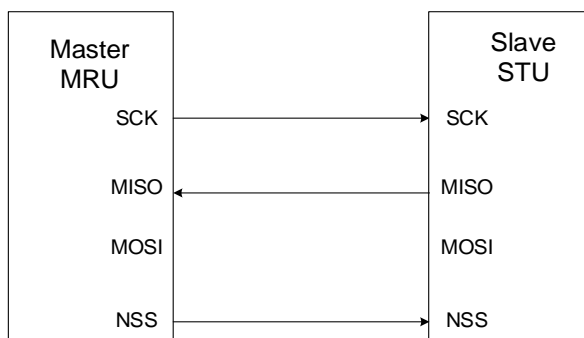 Master
MRU
SCK
MISO
MOSI
NSS
Slave
STU
SCK
MISO
MOSI
NSS